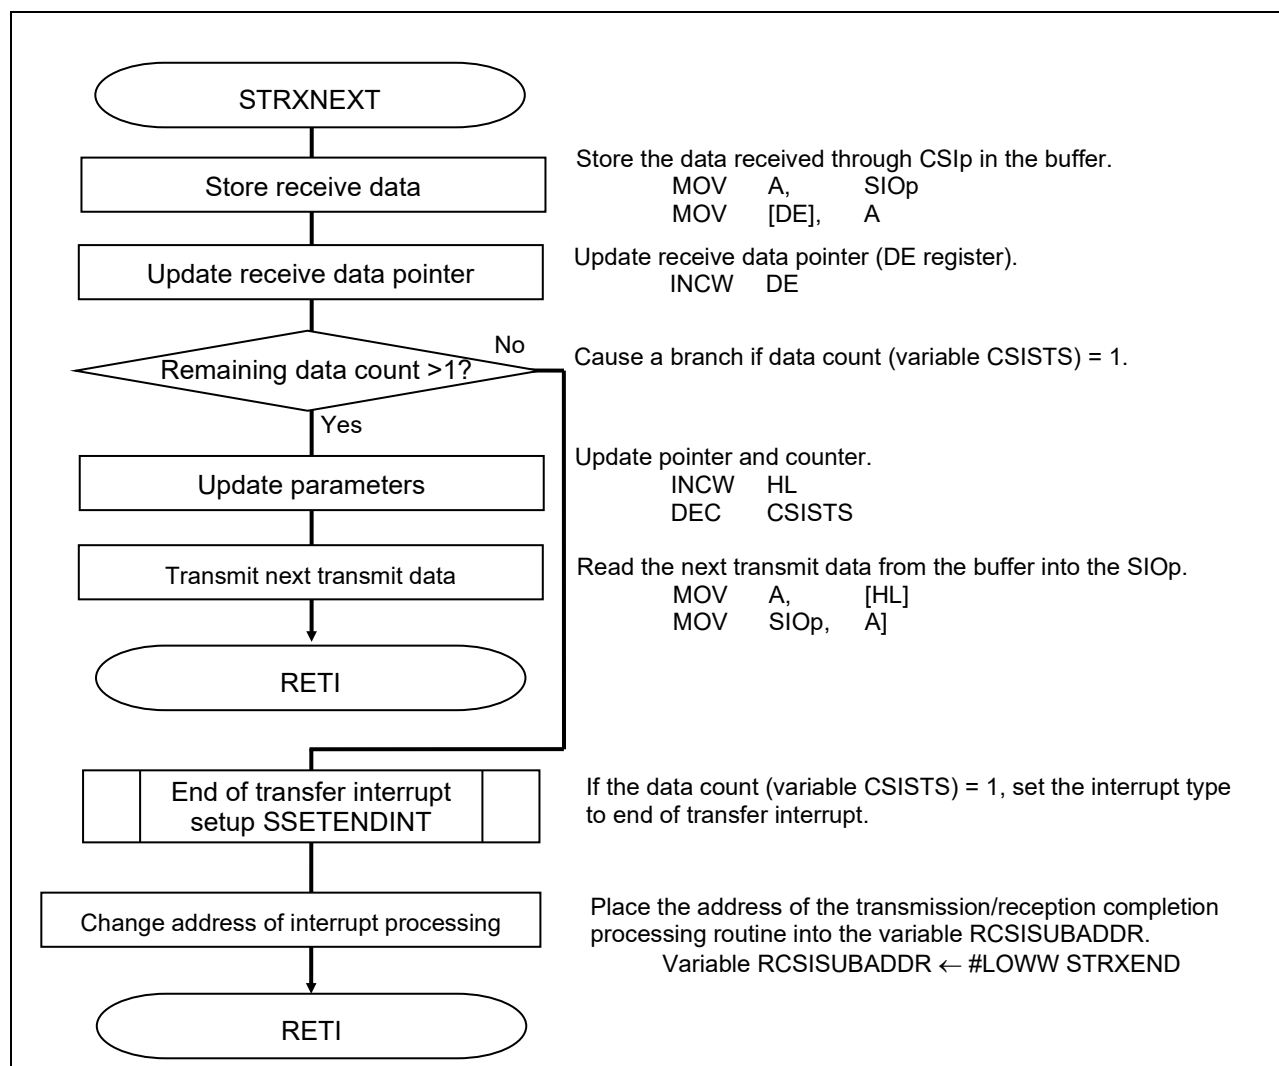 STRXNEXT
Store receive data
Store the data received through CSIp in the buffer.
MOV A, SIOp
MOV [DE], A
Update receive data pointer
Update receive data pointer (DE register).
INCW DE
Remaining data count >1?
No
Cause a branch if data count (variable CSISTS) = 1.
Yes
Update parameters
Update pointer and counter.
INCW HL
DEC CSISTS
Transmit next transmit data
Read the next transmit data from the buffer into the SIOp.
MOV A, [HL]
MOV SIOp, A]
RETI
End of transfer interrupt
setup SSETENDINT
If the data count (variable CSISTS) = 1, set the interrupt type
to end of transfer interrupt.
Change address of interrupt processing
Place the address of the transmission/reception completion
processing routine into the variable RCSISUBADDR.
Variable RCSISUBADDR ← #LOWW STRXEND
RETI